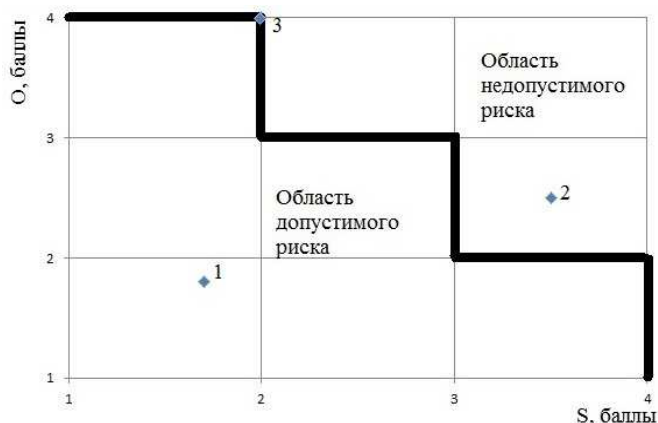 4
3
Область
недопустимого
риска
О, баллы
3
2
Область
допустимого
риска
2
1
1
1
2
3
4
S, баллы